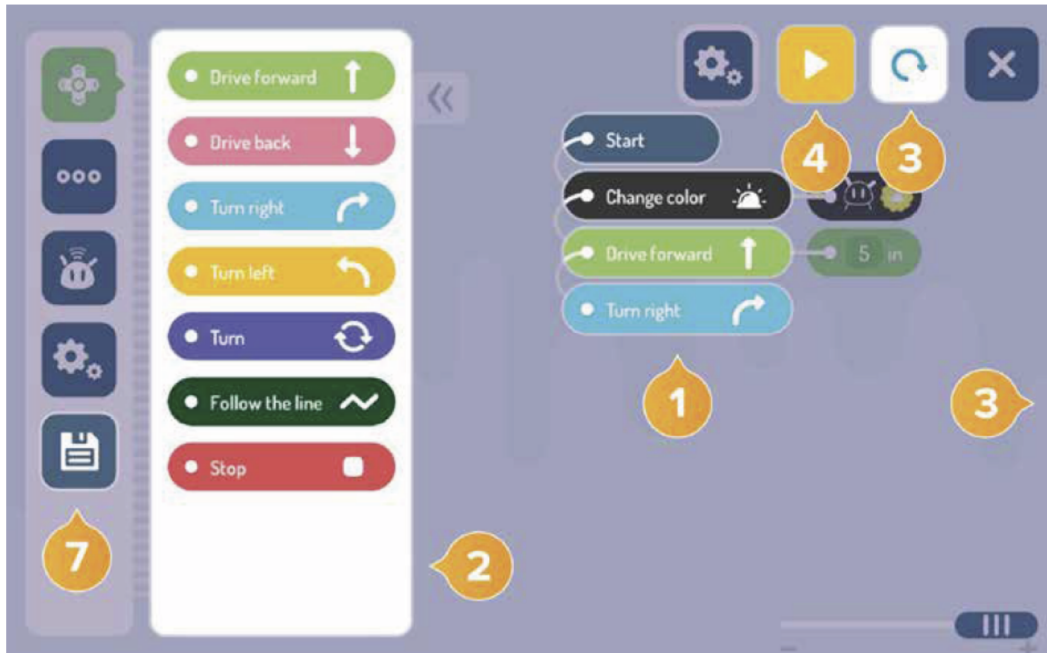 Drive forward
Drive back
Turn right
Turn left
Turn
Follow the line
Stop
Start
Change color
Drive forward
5 in
Turn right
4
3
1
3
2
7